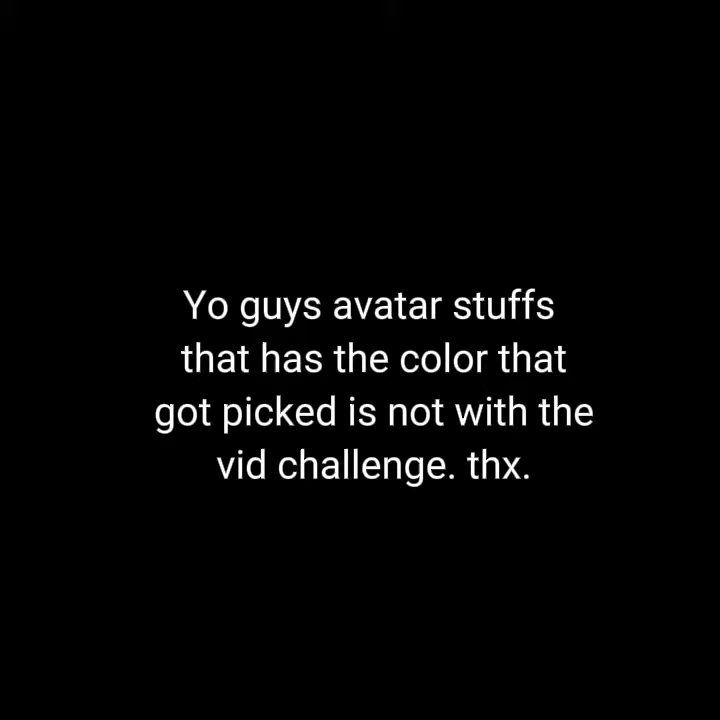 Yo guys avatar stuffs
that has the color that
got picked is not with the
vid challenge. thx.